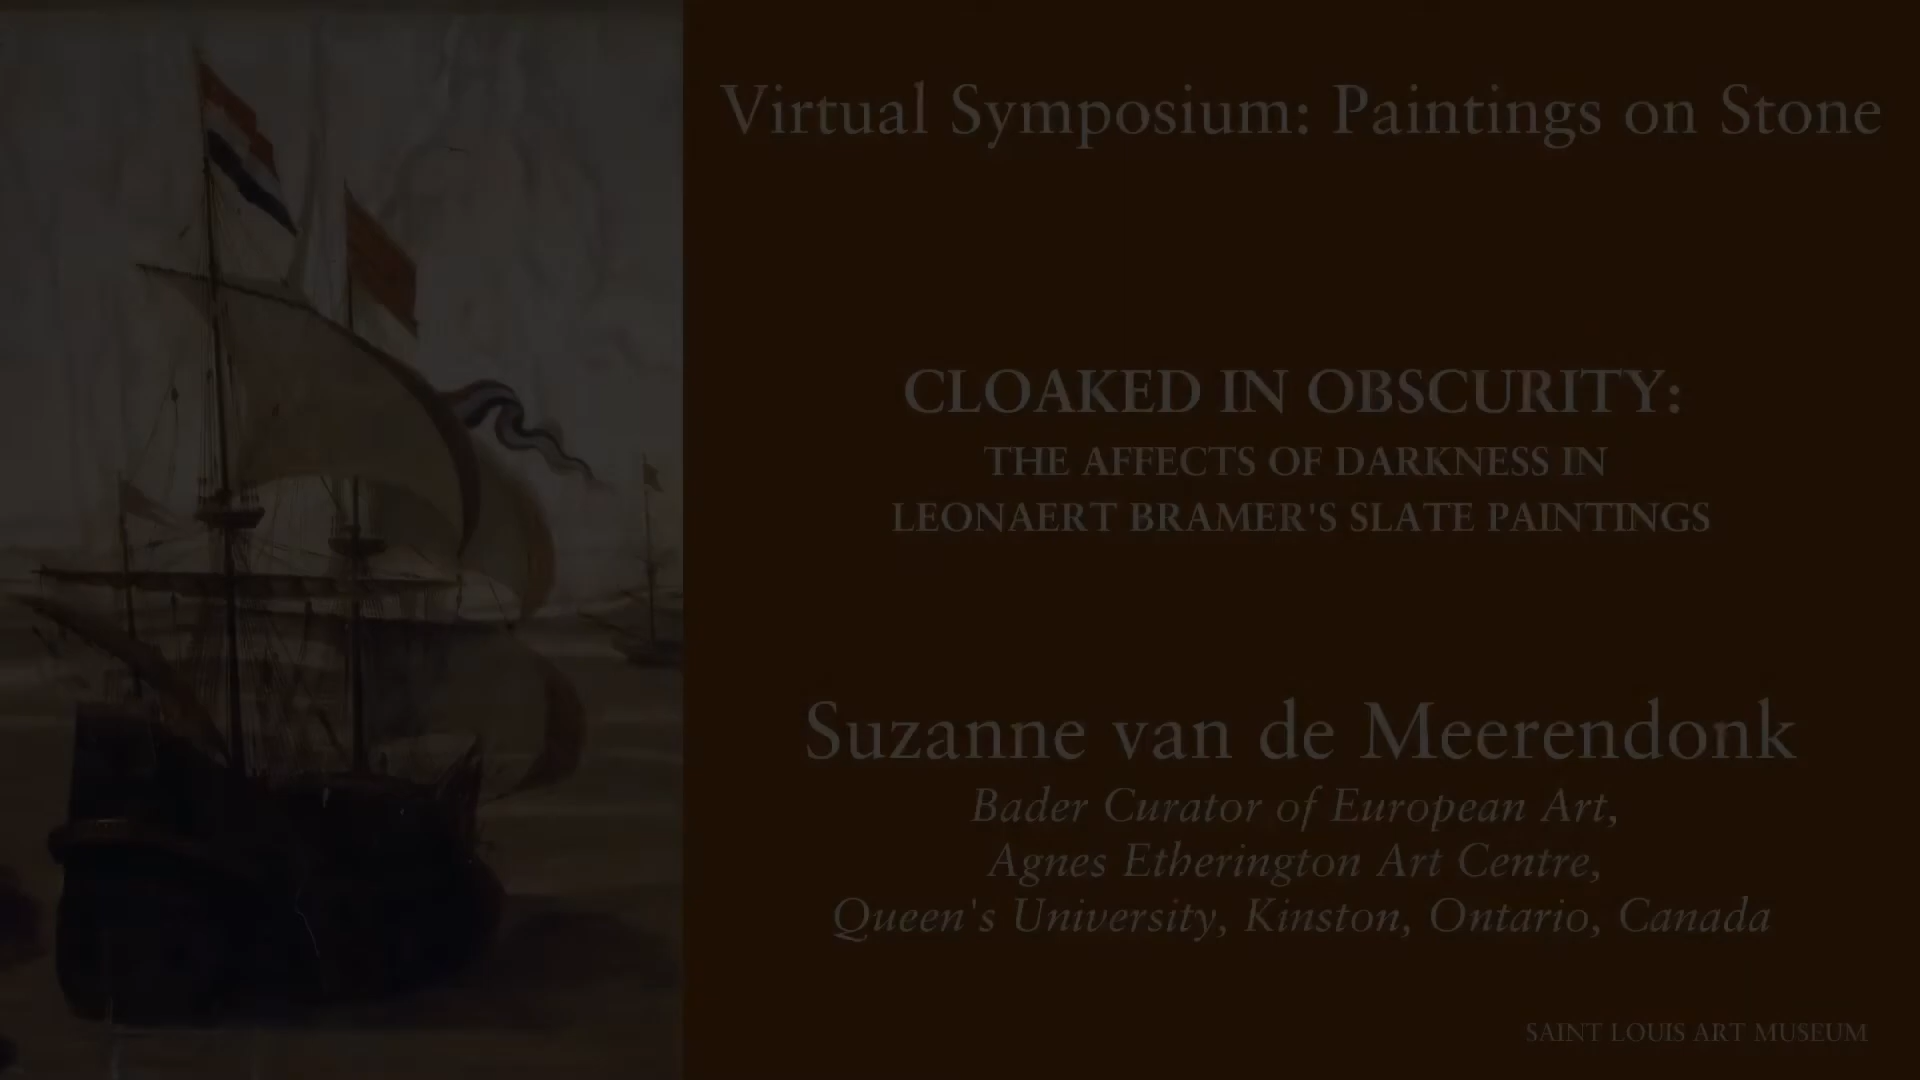 Virtual Symposium: Paintings on Stone
CLOAKED IN OBSCURITY:
THE AFFECTS OF DARKNESS IN
LEONAERT BRAMER'S SLATE PAINTINGS
Suzanne van de Meerendonk
Bader Curator of European Art,
Agnes Etherington Art Centre,
Queen's University, Kinston, Ontario, Canada
SAINT LOUIS ART MUSEUM